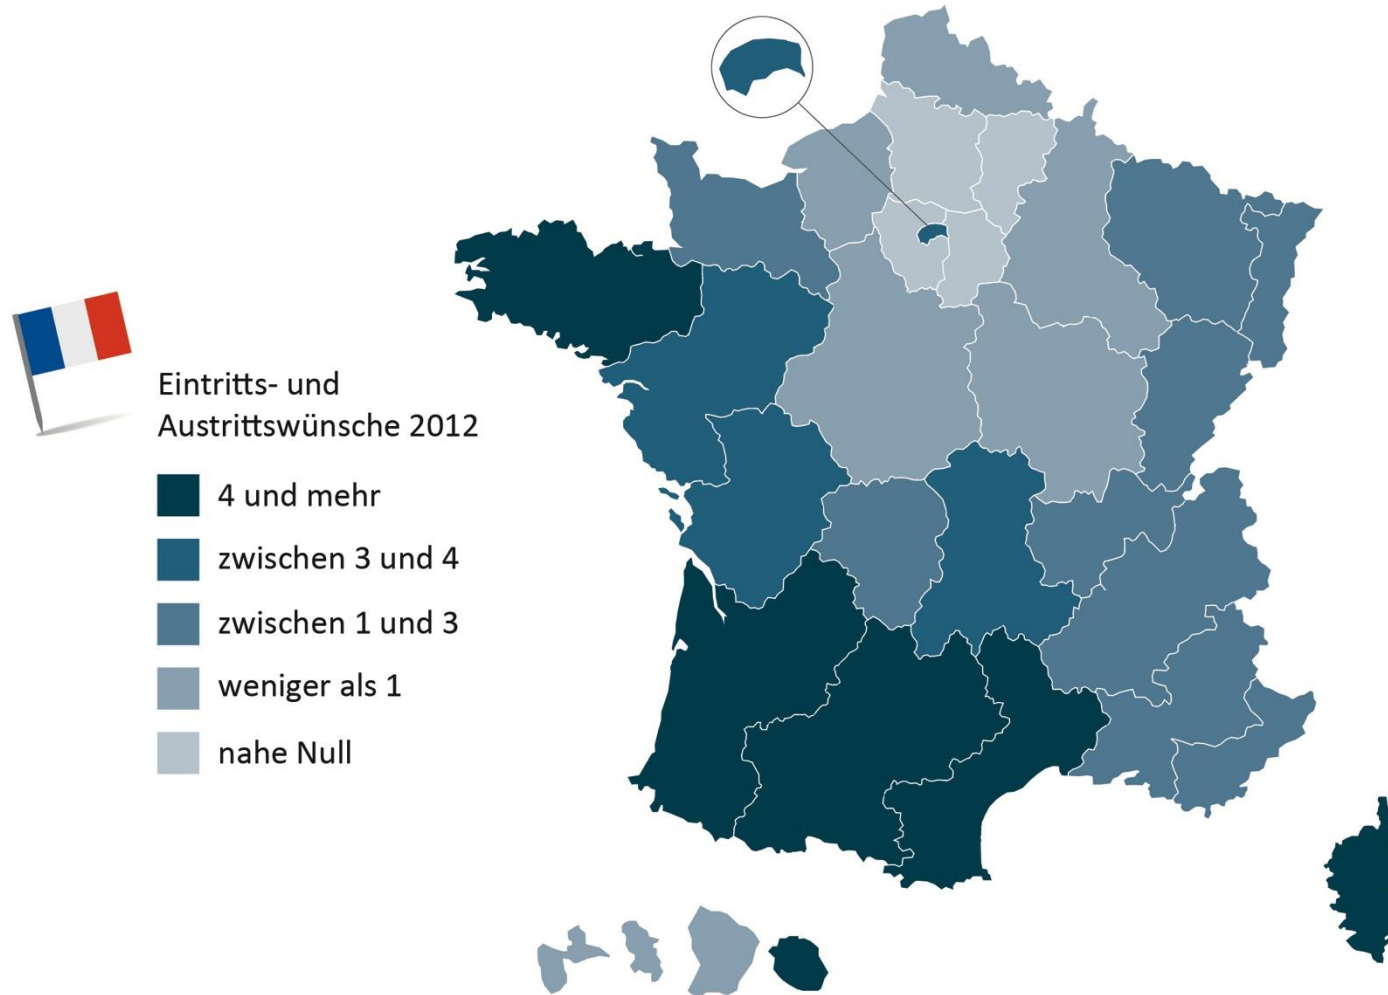 Eintritts- und
Austrittswünsche 2012
4 und mehr
zwischen 3 und 4
zwischen 1 und 3
weniger als 1
nahe Null